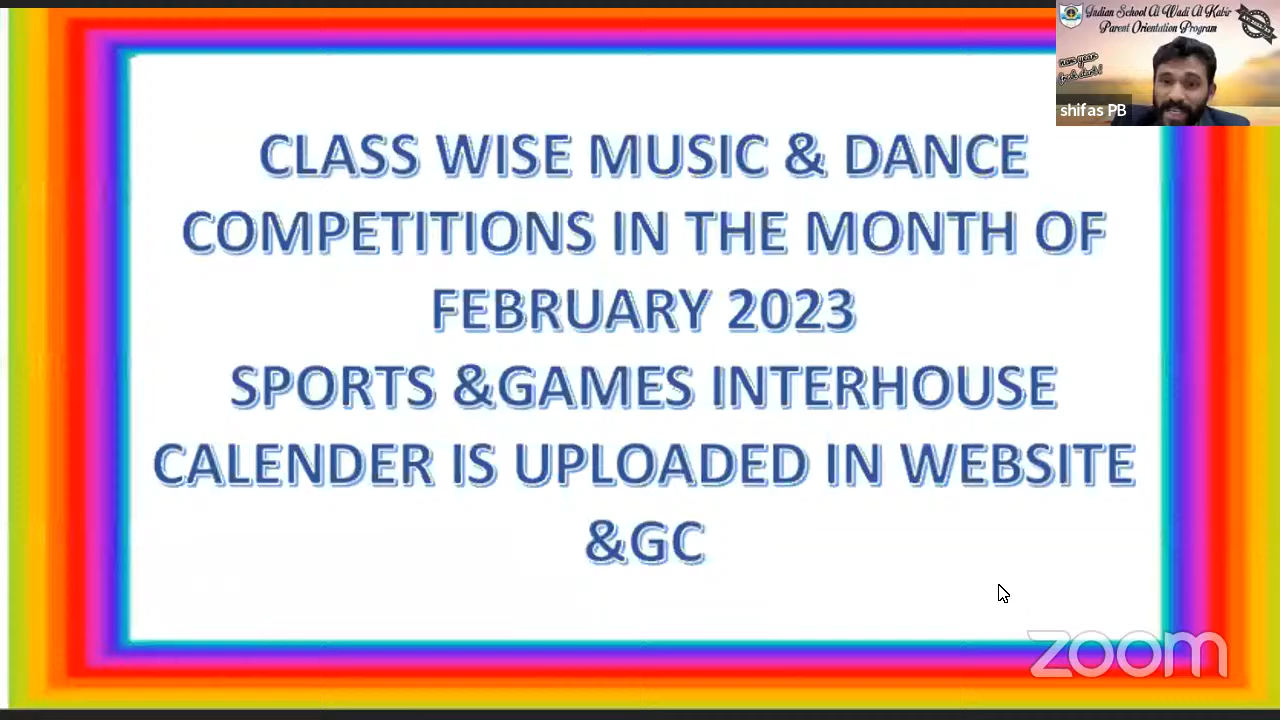 Indian School Al Wadi Al Kabir
Parent Orientation Program
shifas PB
CLASS WISE MUSIC & DANCE
COMPETITIONS IN THE MONTH OF
FEBRUARY 2023
SPORTS &GAMES INTERHOUSE
CALENDER IS UPLOADED IN WEBSITE
&GC
zoom